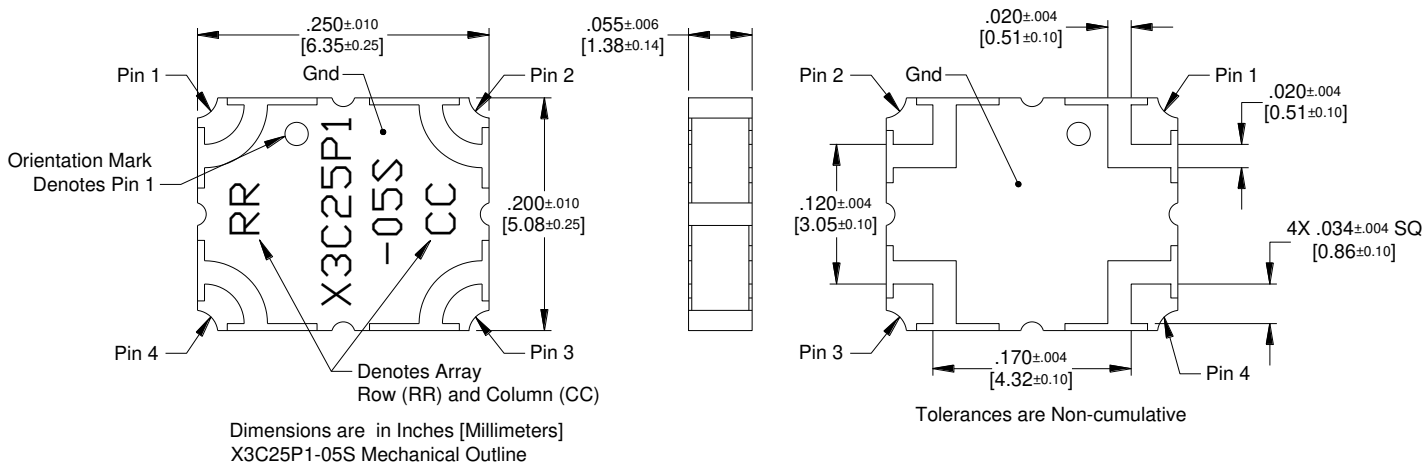 .250±.010
[6.35±0.25]
.055±.006
[1.38±0.14]
.020±.004
[0.51±0.10]
Pin 1
Gnd
Pin 2
Pin 2
Gnd
Pin 1
.020±.004
[0.51±0.10]
Orientation Mark
Denotes Pin 1
RR
X3C25P1
-05S
CC
.200±.010
[5.08±0.25]
.120±.004
[3.05±0.10]
4X .034±.004 SQ
[0.86±0.10]
Pin 4
Pin 3
Pin 3
Pin 4
.170±.004
[4.32±0.10]
Denotes Array
Row (RR) and Column (CC)
Tolerances are Non-cumulative
Dimensions are in Inches [Millimeters]
X3C25P1-05S Mechanical Outline